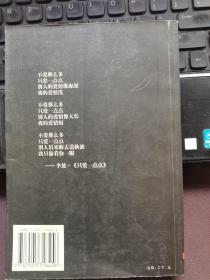 不爱那么多
只爱一点点
别人的爱情像海深
我的爱情浅
不爱那么多
只爱一点点
别人的爱情像天长
我的爱情短
不爱那么多
只爱一点点
别人眉来眼去
我只偷看你一眼
——李敖·《只爱一点点》